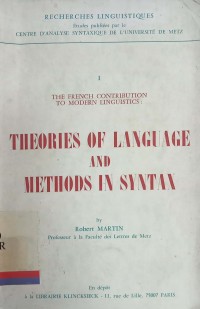 RECHERCHES LINGUISTIQUES
Etudes publiées par le
CENTRE D'ANALYSE SYNTAXIQUE DE L'UNIVERSITÉ DE METZ
I
THE FRENCH CONTRIBUTION
TO MODERN LINGUISTICS:
THEORIES OF LANGUAGE
AND
METHODS IN SYNTAX
by
Robert MARTIN
Professeur à la Faculté des Lettres de Metz
En dépôt
à la LIBRAIRIE KLINCKSIECK - 11, rue de Lille, 75007 PARIS